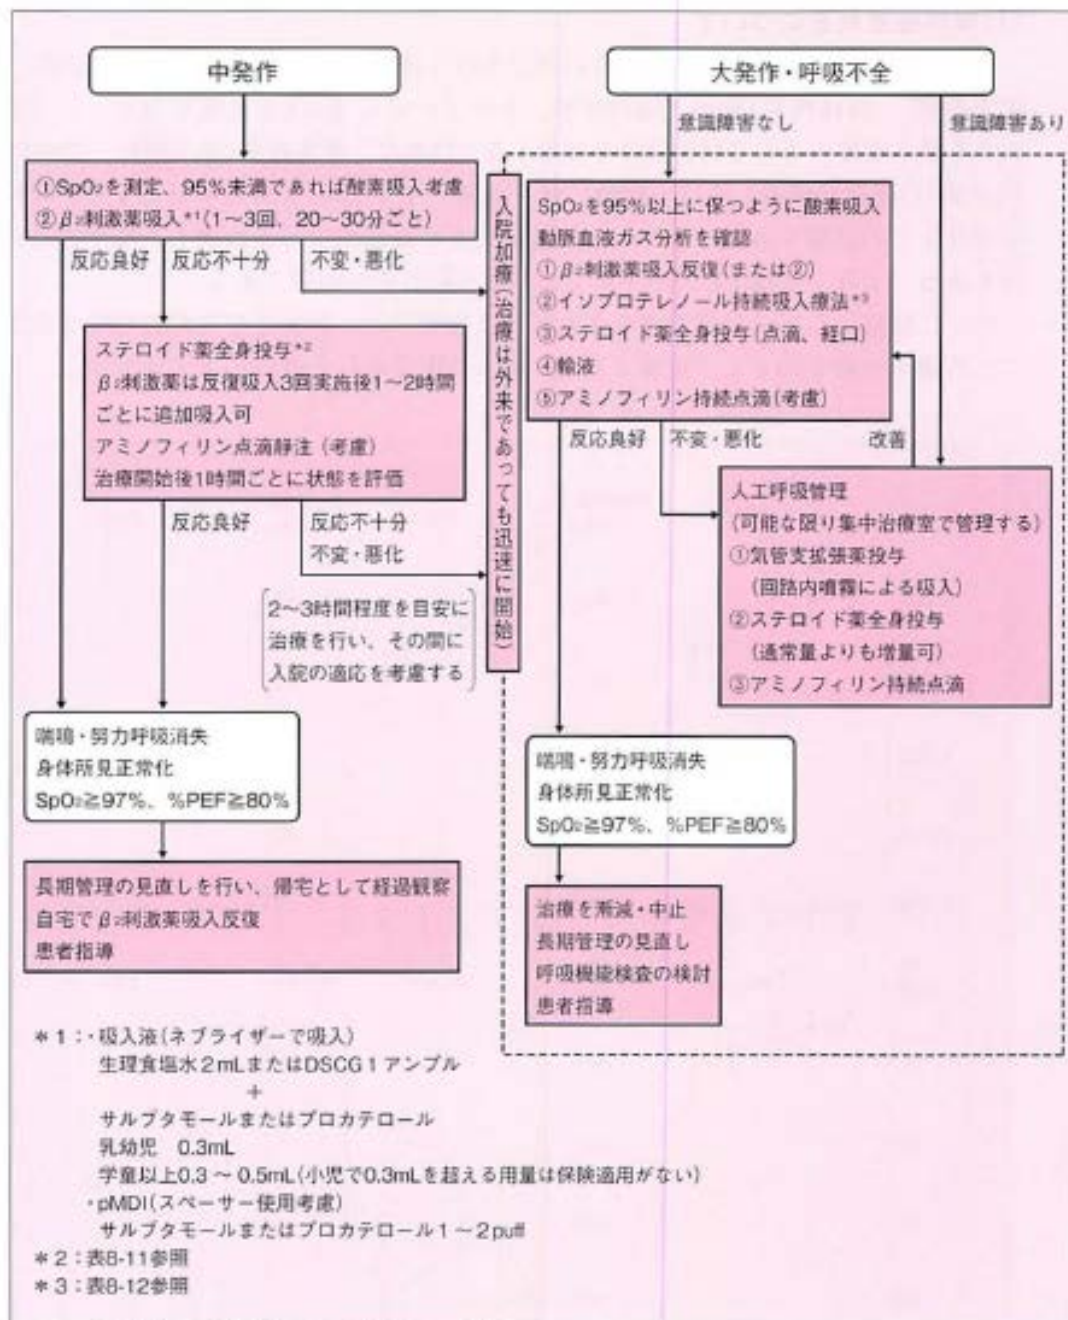 中発作
①SpO₂を測定、95%未満であれば酸素吸入考慮
②β₂刺激薬吸入*¹(1～3回、20～30分ごと)
反応良好
反応不十分
不変・悪化
ステロイド薬全身投与*²
β₂刺激薬は反復吸入3回実施後1～2時間
ごとに追加吸入可
アミノフィリン点滴静注(考慮)
治療開始後1時間ごとに状態を評価
反応良好
反応不十分
不変・悪化
2～3時間程度を目安に
治療を行い、その間に
入院の適応を考慮する
喘鳴・努力呼吸消失
身体所見正常化
SpO₂≧97%、%PEF≧80%
長期管理の見直しを行い、帰宅として経過観察
自宅でβ₂刺激薬吸入反復
患者指導
入院加療(治療は外来であっても迅速に開始)
大発作・呼吸不全
意識障害なし
意識障害あり
SpO₂を95%以上に保つように酸素吸入
動脈血液ガス分析を確認
①β₂刺激薬吸入反復(または②)
②イソプロテレノール持続吸入療法*³
③ステロイド薬全身投与(点滴、経口)
④輸液
⑤アミノフィリン持続点滴(考慮)
反応良好
不変・悪化
改善
人工呼吸管理
(可能な限り集中治療室で管理する)
①気管支拡張薬投与
(回路内噴霧による吸入)
②ステロイド薬全身投与
(通常量よりも増量可)
③アミノフィリン持続点滴
喘鳴・努力呼吸消失
身体所見正常化
SpO₂≧97%、%PEF≧80%
治療を漸減・中止
長期管理の見直し
呼吸機能検査の検討
患者指導
*1：・吸入液(ネブライザーで吸入)
生理食塩水2mLまたはDSCG1アンプル
+
サルブタモールまたはプロカテロール
乳幼児 0.3mL
学童以上0.3～0.5mL(小児で0.3mLを超える用量は保険適用がない)
・pMDI(スペーサー使用考慮)
サルブタモールまたはプロカテロール1～2puff
*2：表8-11参照
*3：表8-12参照